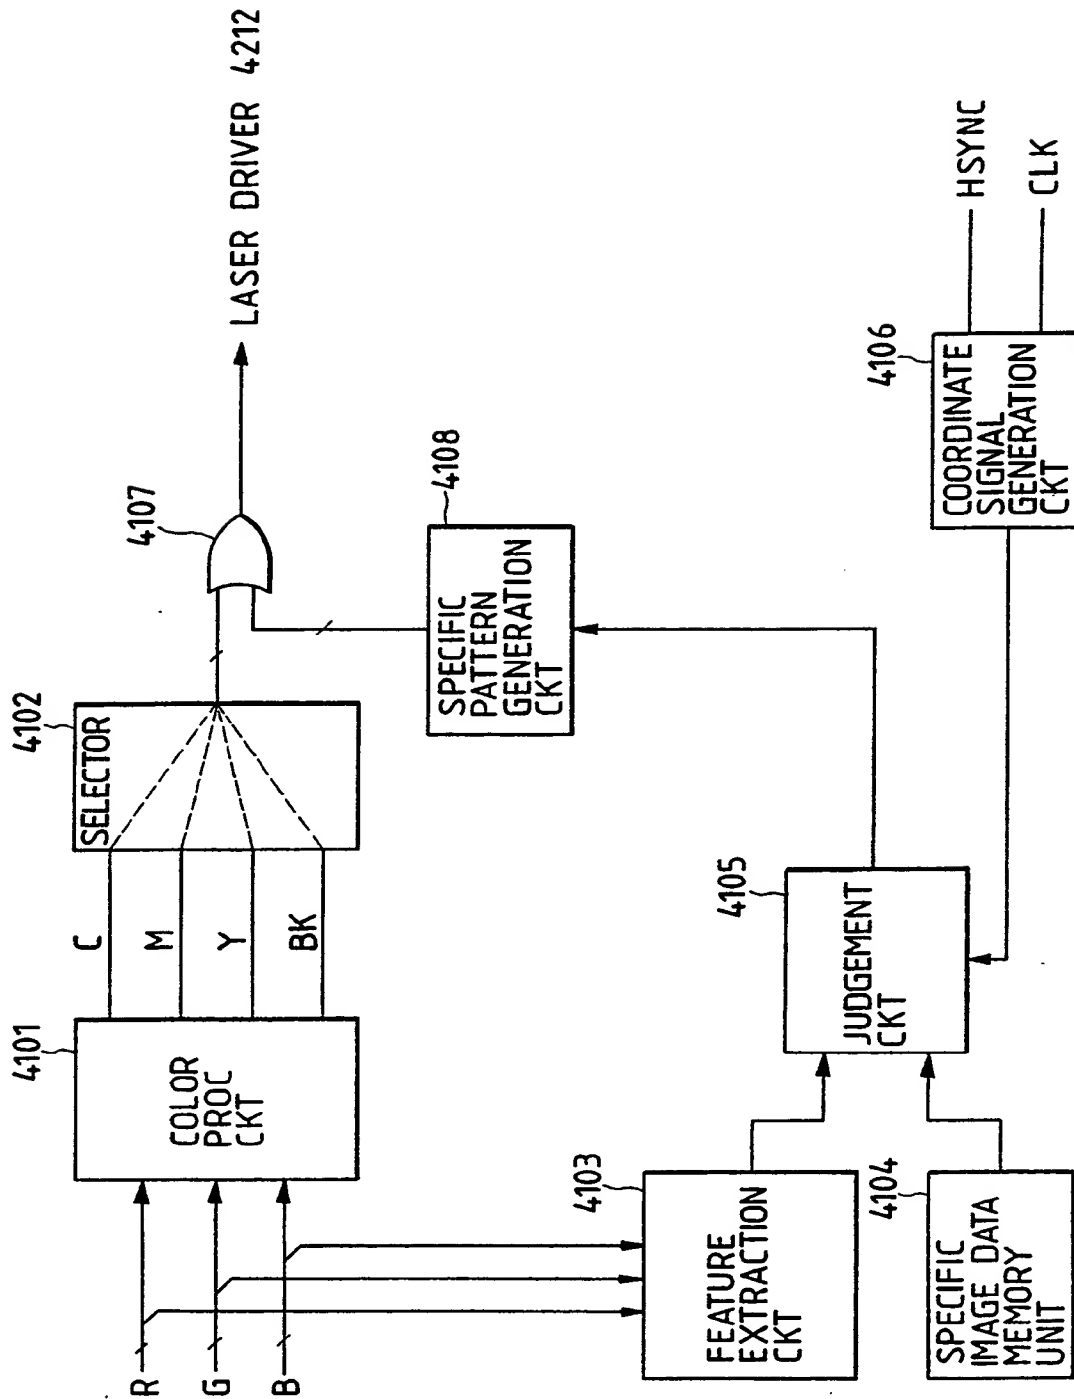 R
G
B
4101
COLOR
PROC
CKT
C
M
Y
BK
4102
SELECTOR
4107
LASER DRIVER 4212
4108
SPECIFIC
PATTERN
GENERATION
CKT
4103
FEATURE
EXTRACTION
CKT
4104
SPECIFIC
IMAGE DATA
MEMORY
UNIT
4105
JUDGEMENT
CKT
4106
COORDINATE
SIGNAL
GENERATION
CKT
HSYNC
CLK